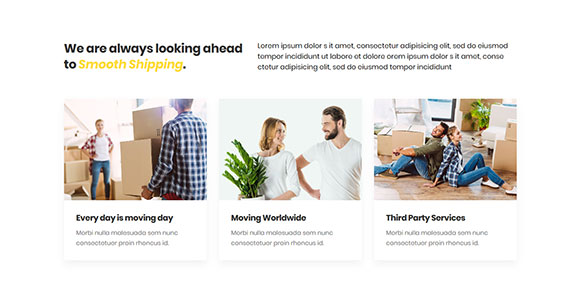 We are always looking ahead
to Smooth Shipping.
Lorem ipsum dolor s it amet, consectetur adipisicing elit, sod do eiusmod
tempor incididunt ut labore et dolore orem ipsum dolor s it amet, conse
ctetur adipisicing elit, sed do eiusmod tempor incididunt
Every day is moving day
Morbi nulla malesuada sem nunc
consectetuer proin rhoncus id.
Moving Worldwide
Morbi nulla malesuada sem nunc
consectetuer proin rhoncus id.
Third Party Services
Morbi nulla malesuada sem nunc
consectetuer proin rhoncus id.